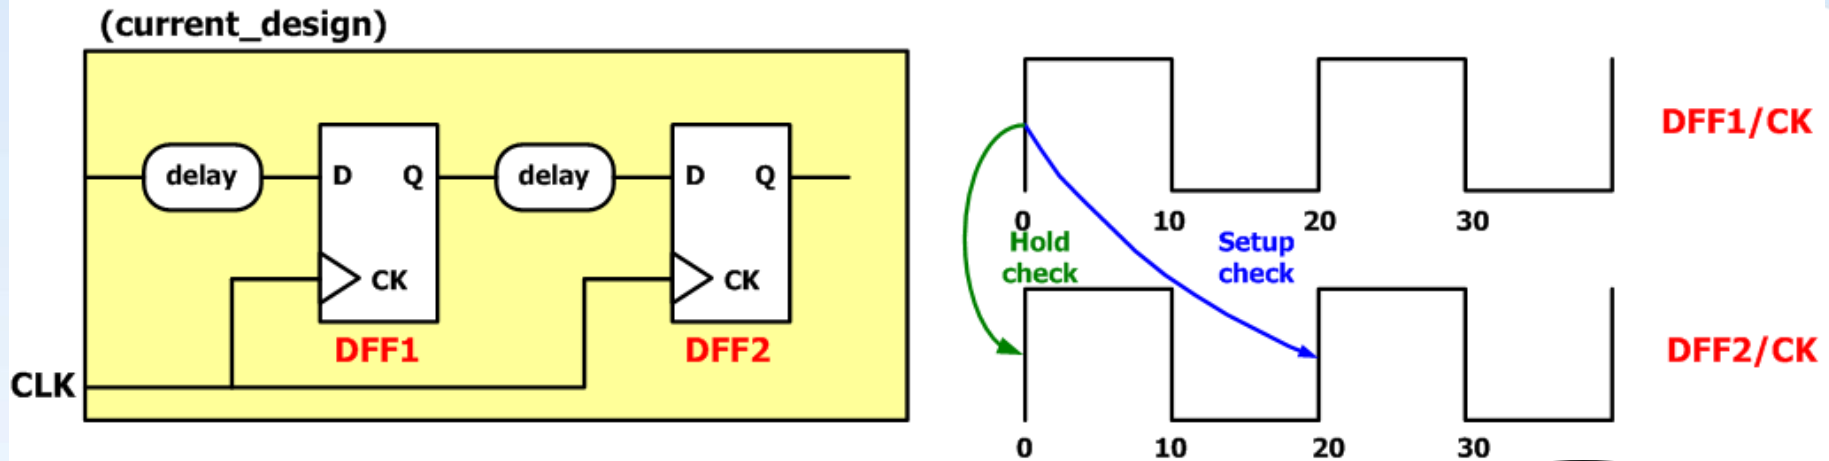 (current_design)
delay
D
Q
CK
DFF1
delay
D
Q
CK
DFF2
CLK
DFF1/CK
0
10
20
30
Hold
check
Setup
check
DFF2/CK
0
10
20
30